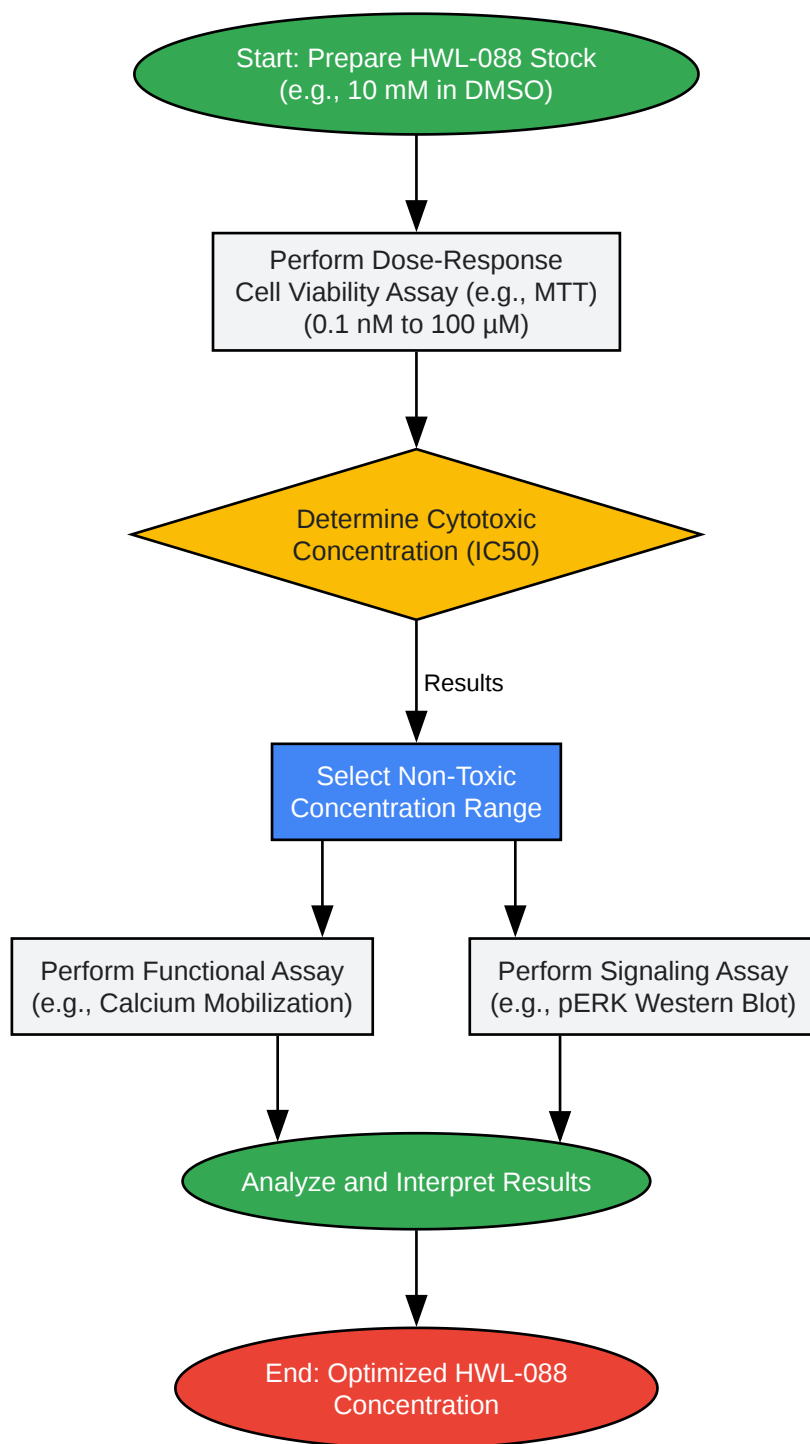 Start: Prepare HWL-088 Stock
(e.g., 10 mM in DMSO)
Perform Dose-Response
Cell Viability Assay (e.g., MTT)
(0.1 nM to 100 µM)
Determine Cytotoxic
Concentration (IC50)
Results
Select Non-Toxic
Concentration Range
Perform Functional Assay
(e.g., Calcium Mobilization)
Perform Signaling Assay
(e.g., pERK Western Blot)
Analyze and Interpret Results
End: Optimized HWL-088
Concentration